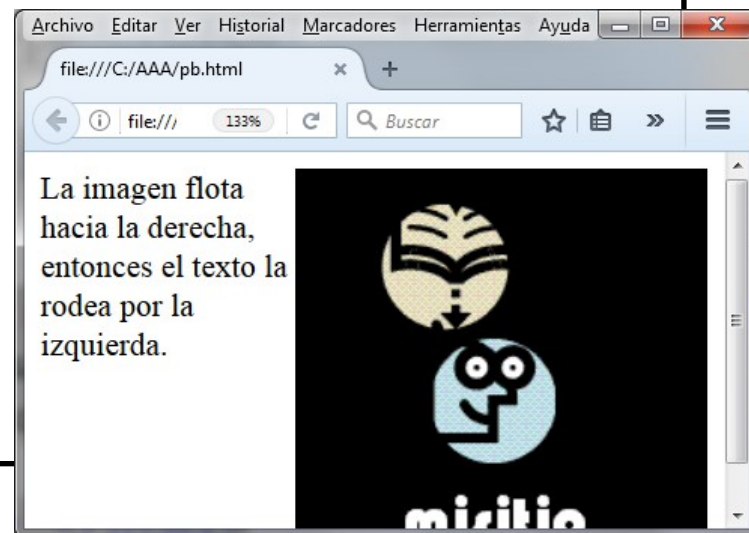 Archivo Editar Ver Historial Marcadores Herramientas Ayuda
file:///C:/AAA/pb.html
file:/// 133% Buscar
La imagen flota
hacia la derecha,
entonces el texto la
rodea por la
izquierda.
misitio